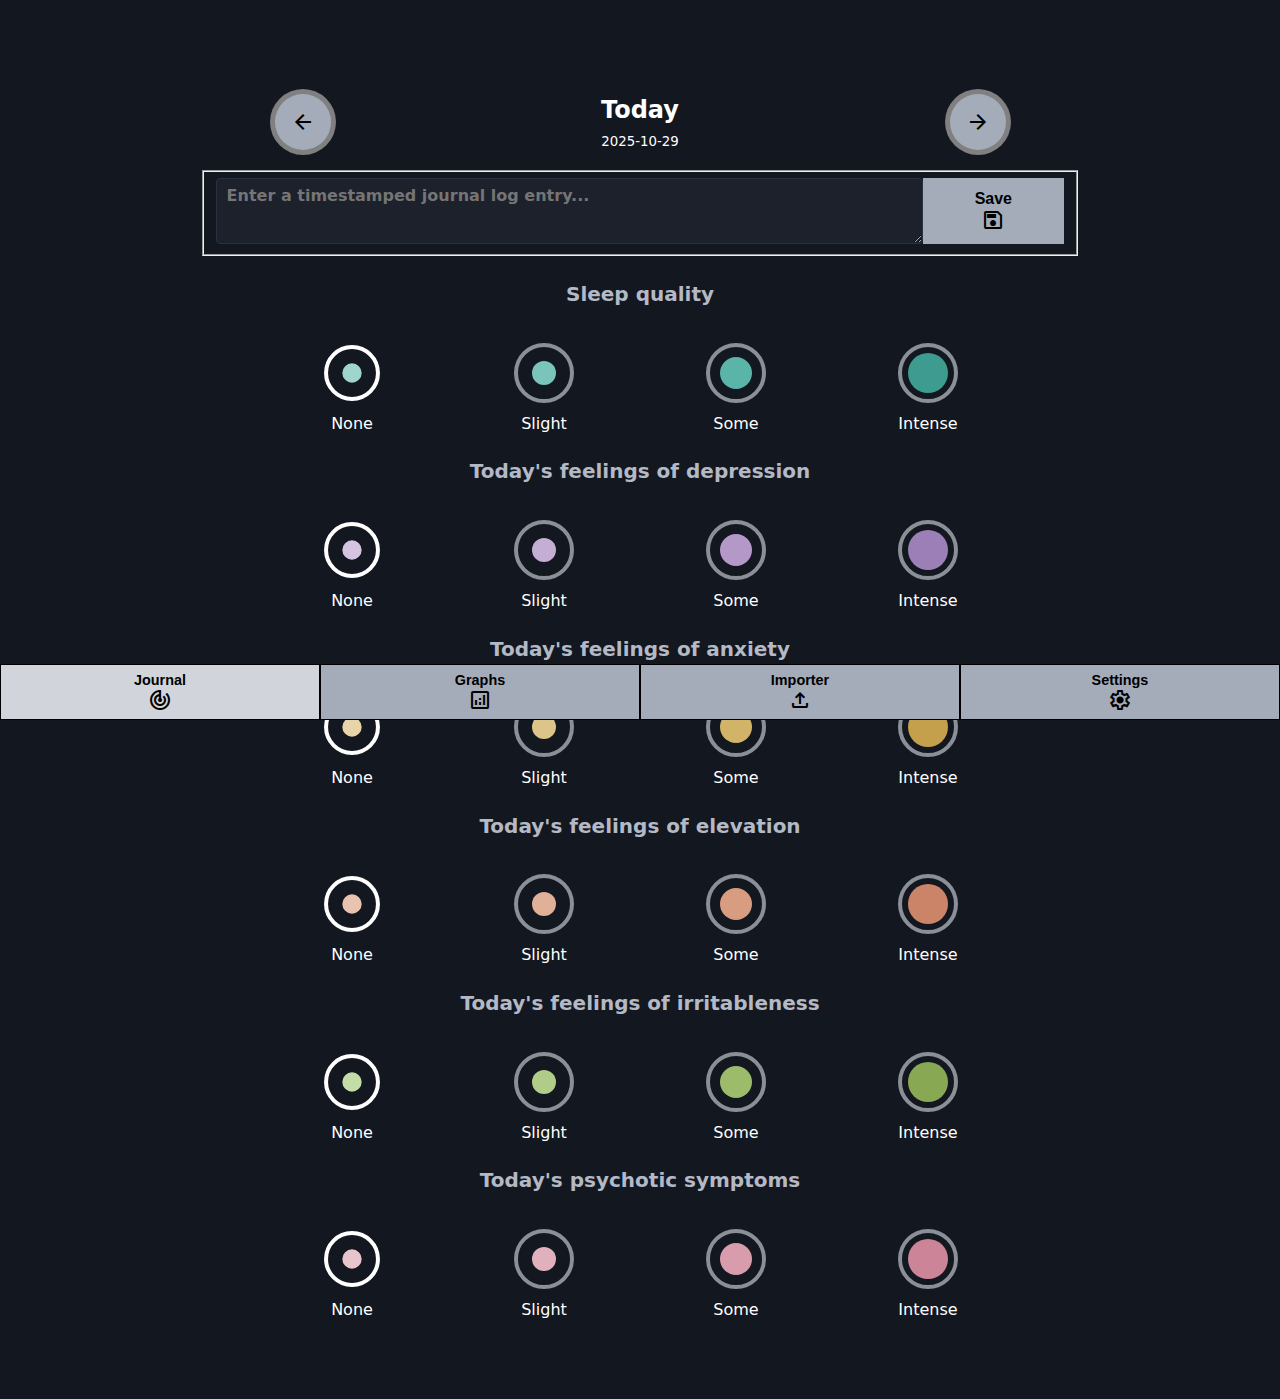 Today
2025-10-29
Enter a timestamped journal log entry...
Save
Sleep quality
None Slight Some Intense
Today's feelings of depression
None Slight Some Intense
Today's feelings of anxiety
Journal Graphs Importer Settings
None Slight Some Intense
Today's feelings of elevation
None Slight Some Intense
Today's feelings of irritableness
None Slight Some Intense
Today's psychotic symptoms
None Slight Some Intense